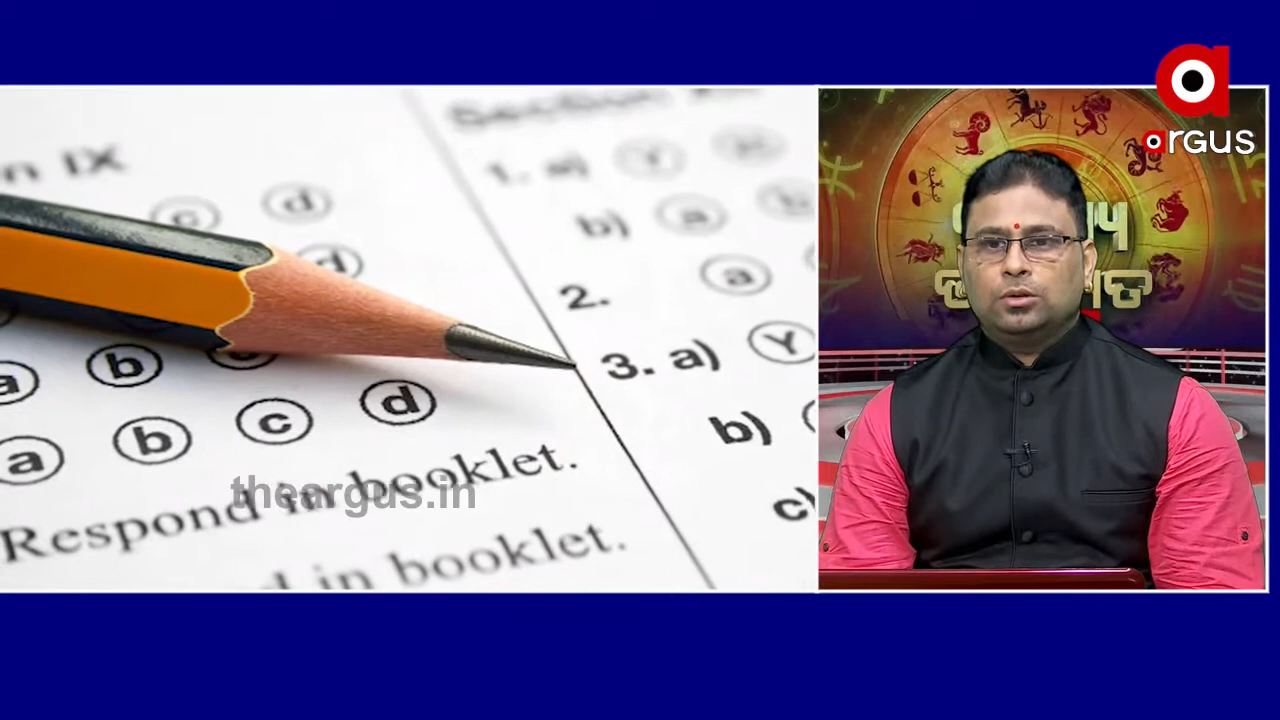 n IX
c d
d
a b c
a b c d
Respond in booklet.
d in booklet.
1. a) Y
b) a b
2. a
3. a) Y
b)
c)
theargus.in
a
argus